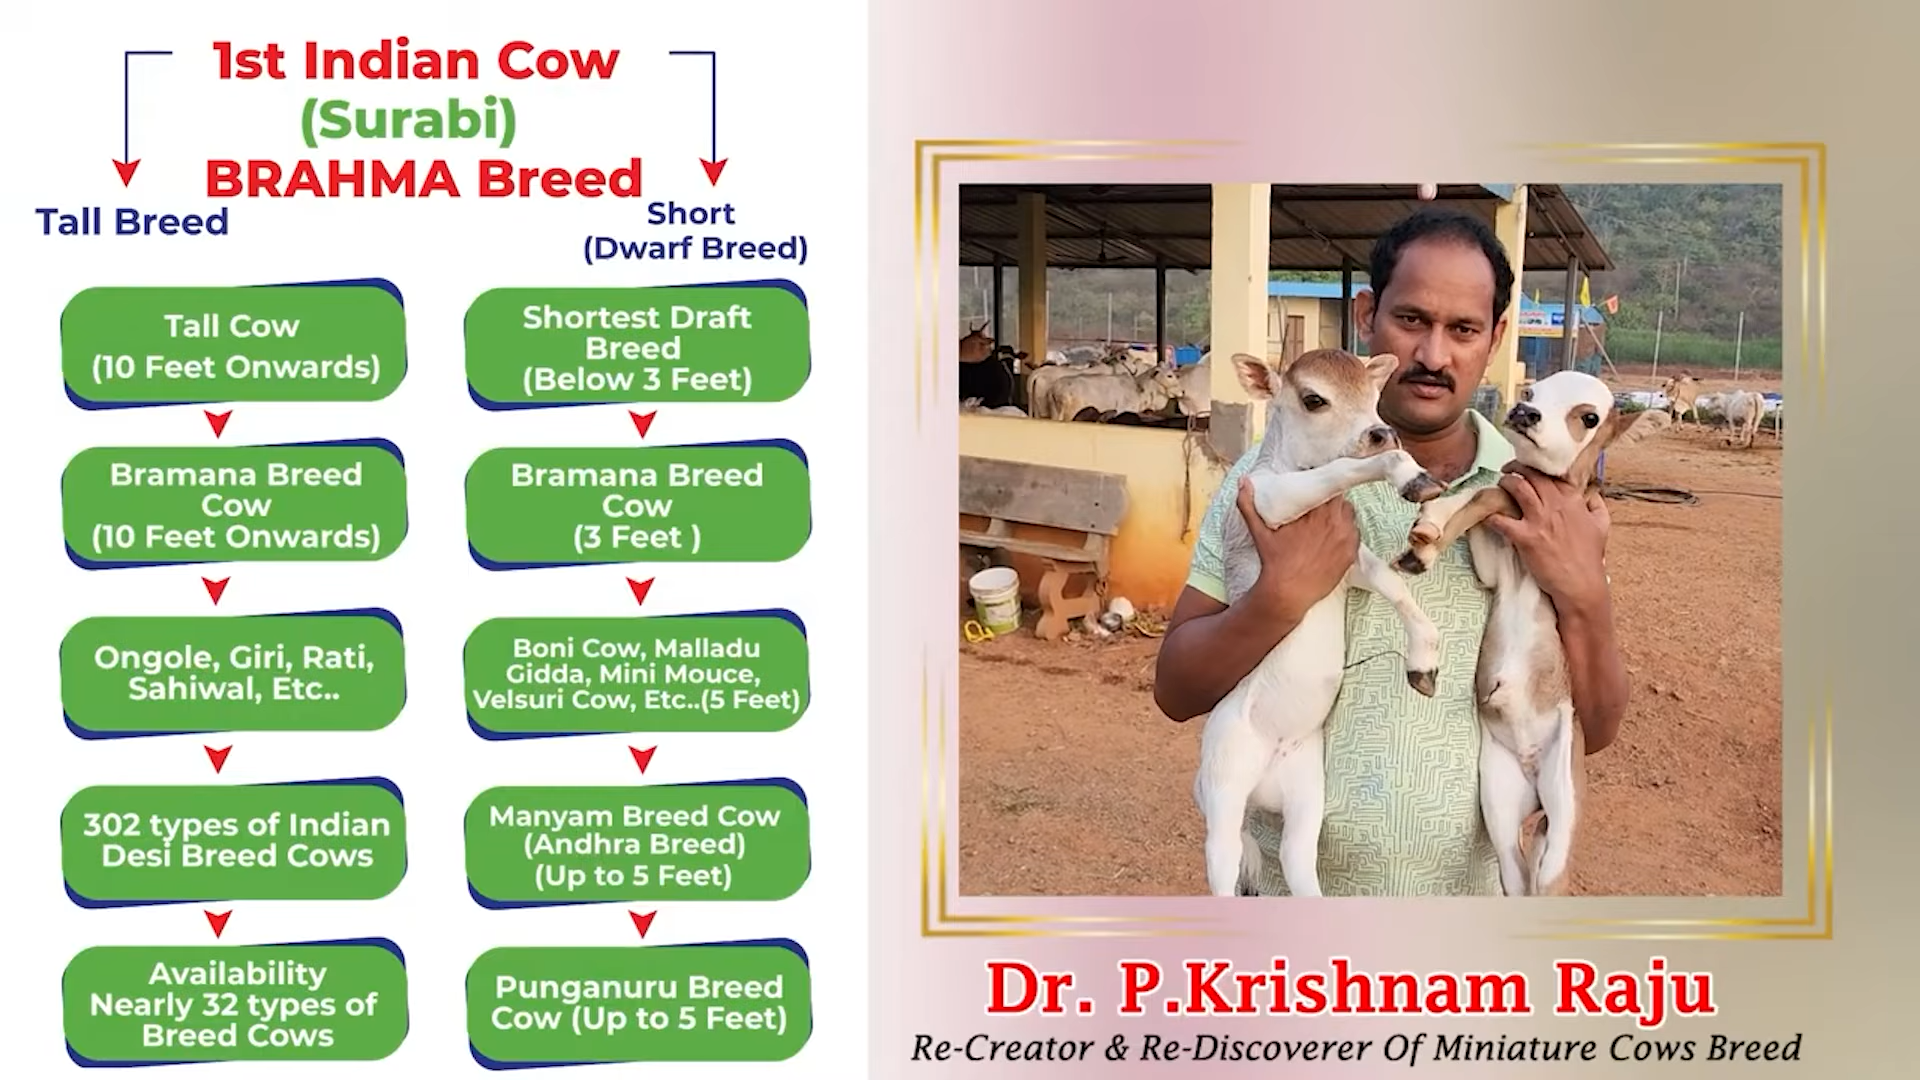 1st Indian Cow
(Surabi)
BRAHMA Breed
Tall Breed
Short
(Dwarf Breed)
Tall Cow
(10 Feet Onwards)
Bramana Breed
Cow
(10 Feet Onwards)
Ongole, Giri, Rati,
Sahiwal, Etc..
302 types of Indian
Desi Breed Cows
Availability
Nearly 32 types of
Breed Cows
Shortest Draft
Breed
(Below 3 Feet)
Bramana Breed
Cow
(3 Feet )
Boni Cow, Malladu
Gidda, Mini Mouce,
Velsuri Cow, Etc..(5 Feet)
Manyam Breed Cow
(Andhra Breed)
(Up to 5 Feet)
Punganuru Breed
Cow (Up to 5 Feet)
Dr. P.Krishnam Raju
Re-Creator & Re-Discoverer Of Miniature Cows Breed